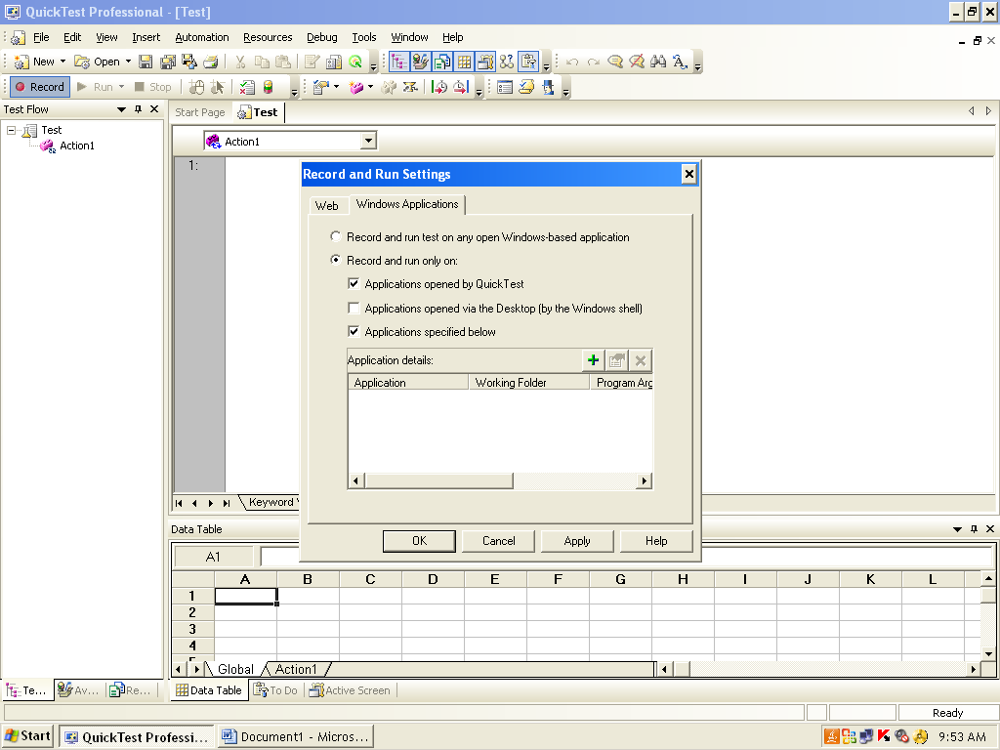 QuickTest Professional - [Test]
File Edit View Insert Automation Resources Debug Tools Window Help
New Open
Record Run Stop
Test Flow
Start Page Test
Test
Action1
Action1
1:
Record and Run Settings
Web Windows Applications
Record and run test on any open Windows-based application
Record and run only on:
Applications opened by QuickTest
Applications opened via the Desktop (by the Windows shell)
Applications specified below
Application details:
Application Working Folder Program Arg
OK Cancel Apply Help
Keyword
Data Table
A1
A B C D E F G H I J K L
1
2
3
4
Global Action1
Te... Av... Re... Data Table To Do Active Screen
Ready
Start QuickTest Professi... Document1 - Micros... 9:53 AM